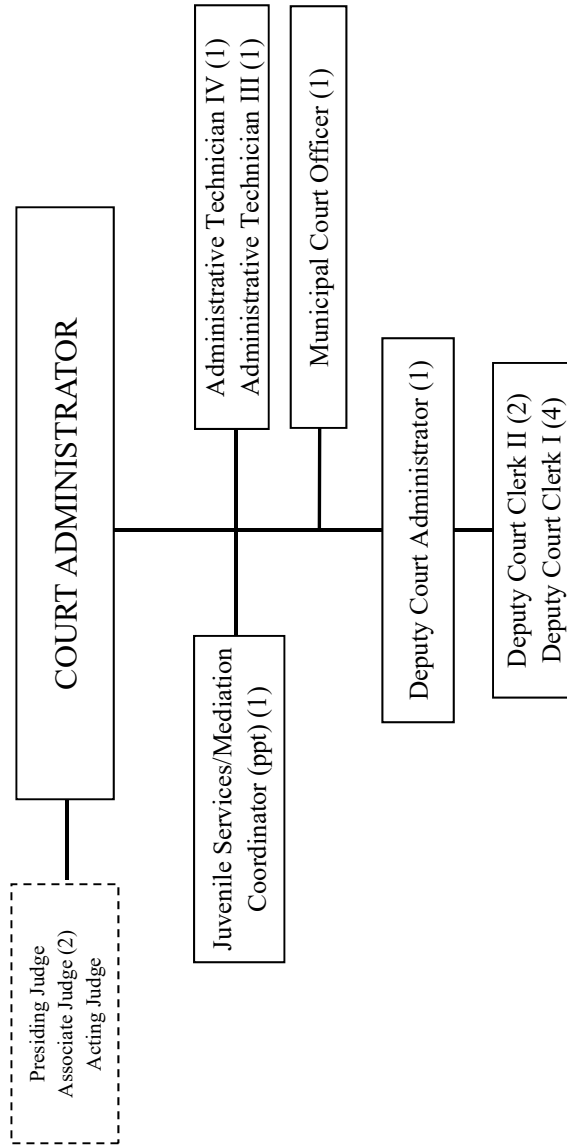 COURT ADMINISTRATOR
Presiding Judge
Associate Judge (2)
Acting Judge
Juvenile Services/Mediation
Coordinator (ppt) (1)
Administrative Technician IV (1)
Administrative Technician III (1)
Municipal Court Officer (1)
Deputy Court Administrator (1)
Deputy Court Clerk II (2)
Deputy Court Clerk I (4)